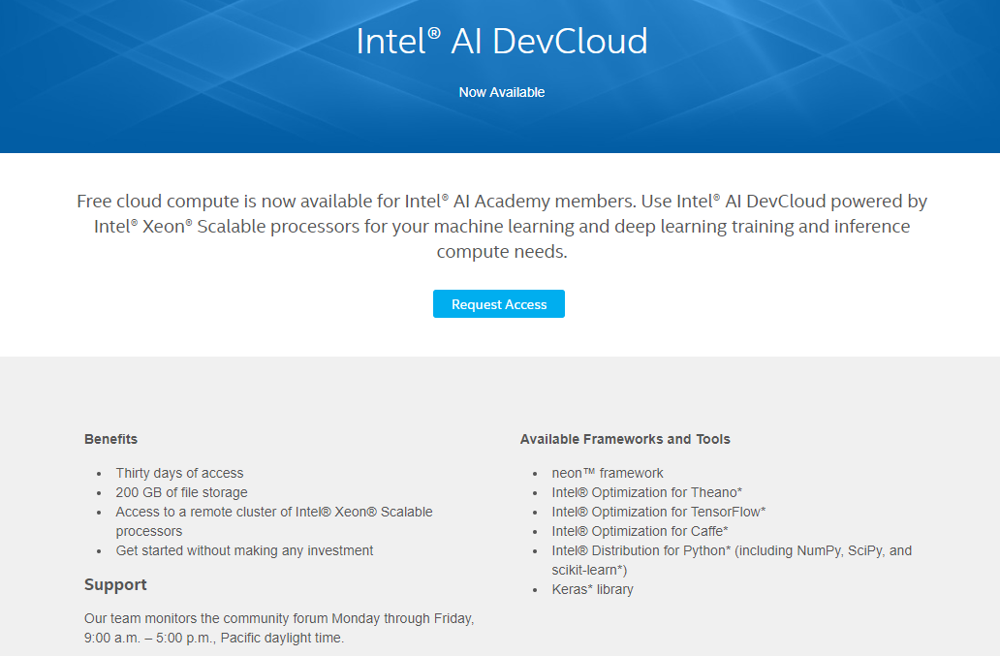 Intel® AI DevCloud
Now Available
Free cloud compute is now available for Intel® AI Academy members. Use Intel® AI DevCloud powered by
Intel® Xeon® Scalable processors for your machine learning and deep learning training and inference
compute needs.
Request Access
Benefits
Thirty days of access
200 GB of file storage
Access to a remote cluster of Intel® Xeon® Scalable
processors
Get started without making any investment
Support
Our team monitors the community forum Monday through Friday,
9:00 a.m. – 5:00 p.m., Pacific daylight time.
Available Frameworks and Tools
neon™ framework
Intel® Optimization for Theano*
Intel® Optimization for TensorFlow*
Intel® Optimization for Caffe*
Intel® Distribution for Python* (including NumPy, SciPy, and
scikit-learn*)
Keras* library